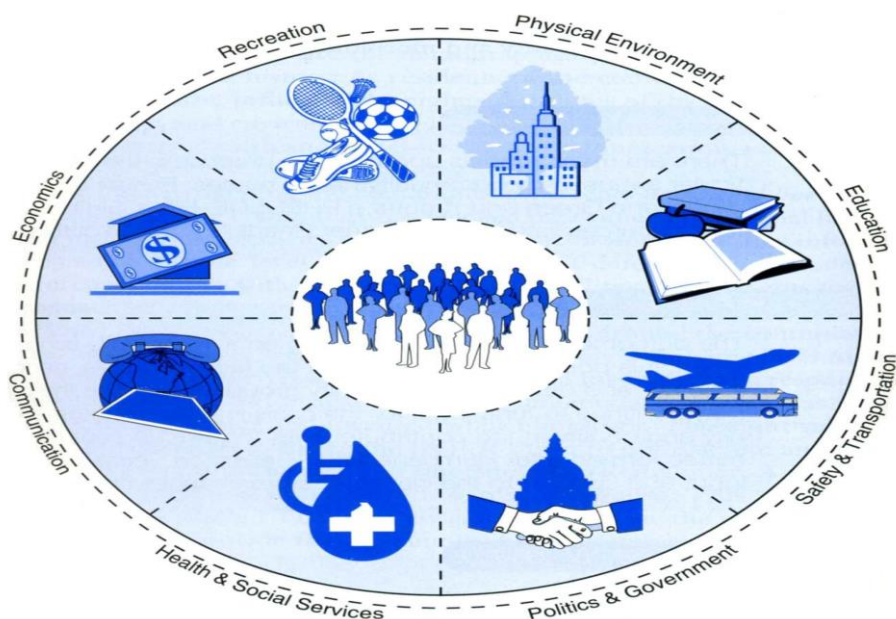 Recreation
Physical Environment
Economics
$
Education
Communication
Safety & Transportation
Health & Social Services
Politics & Government